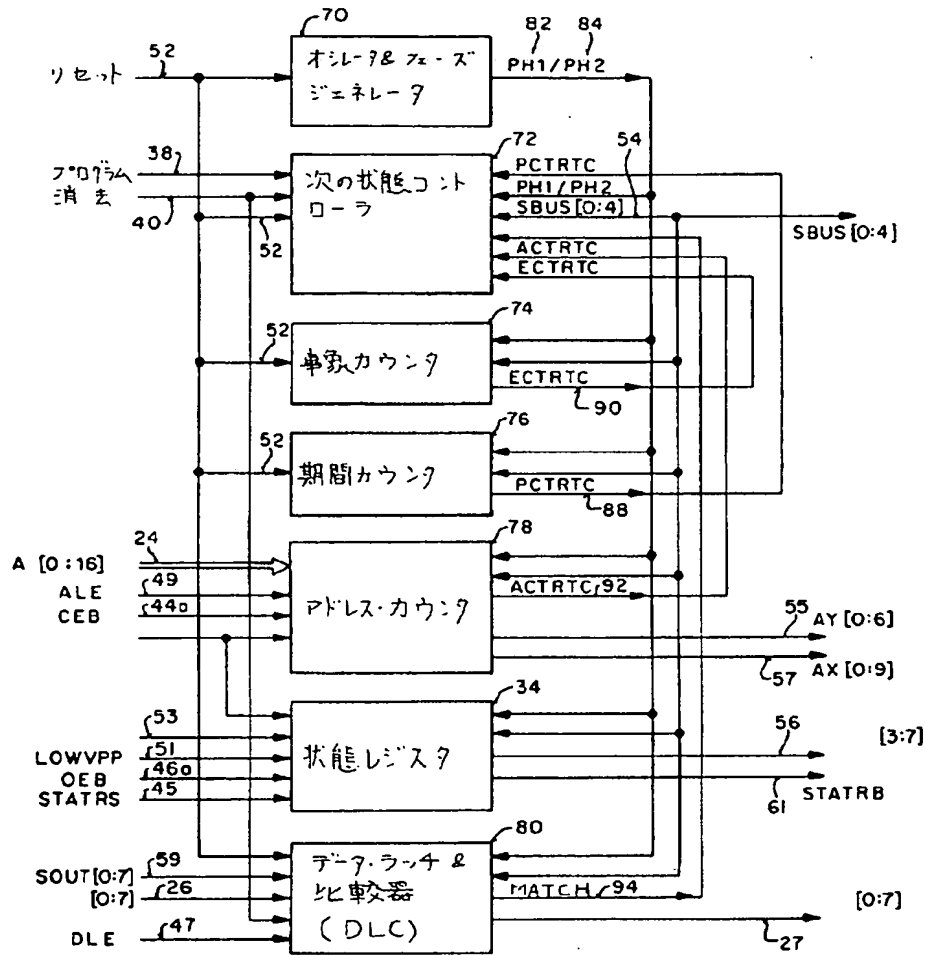 70
82
84
52
リセット
オシレータ& フェーズ
ジェネレータ
PH1/PH2
38
プログラム
消去
40
52
72
次の状態コント
ローラ
PCTRTC
PH1/PH2
SBUS[0:4]
54
SBUS[0:4]
ACTRTC
ECTRTC
74
52
事象カウンタ
ECTRTC
90
76
52
期間カウンタ
PCTRTC
88
78
24
A [0:16]
49
ALE
44a
CEB
アドレス・カウンタ
ACTRTC
92
55
AY [0:6]
57
AX [0:9]
34
53
51
LOWVPP
46a
OEB
45
STATRS
状態レジスタ
56
[3:7]
61
STATRB
80
59
SOUT [0:7]
26
[0:7]
47
DLE
データ・ラッチ &
比較器
(DLC)
MATCH
94
[0:7]
27